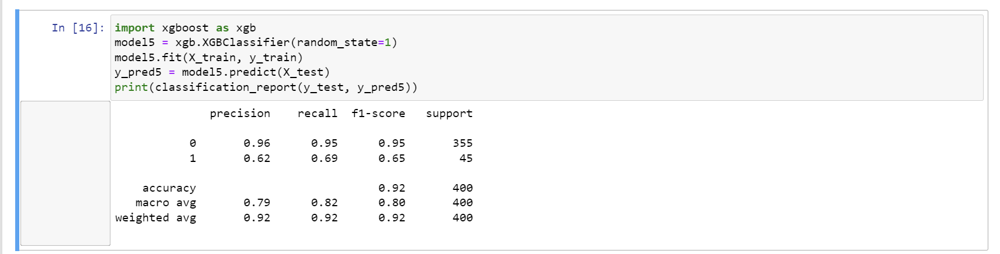 In [16]: import xgboost as xgb
model5 = xgb.XGBClassifier(random_state=1)
model5.fit(X_train, y_train)
y_pred5 = model5.predict(X_test)
print(classification_report(y_test, y_pred5))
precision recall f1-score support
0 0.96 0.95 0.95 355
1 0.62 0.69 0.65 45
accuracy 0.92 400
macro avg 0.79 0.82 0.80 400
weighted avg 0.92 0.92 0.92 400